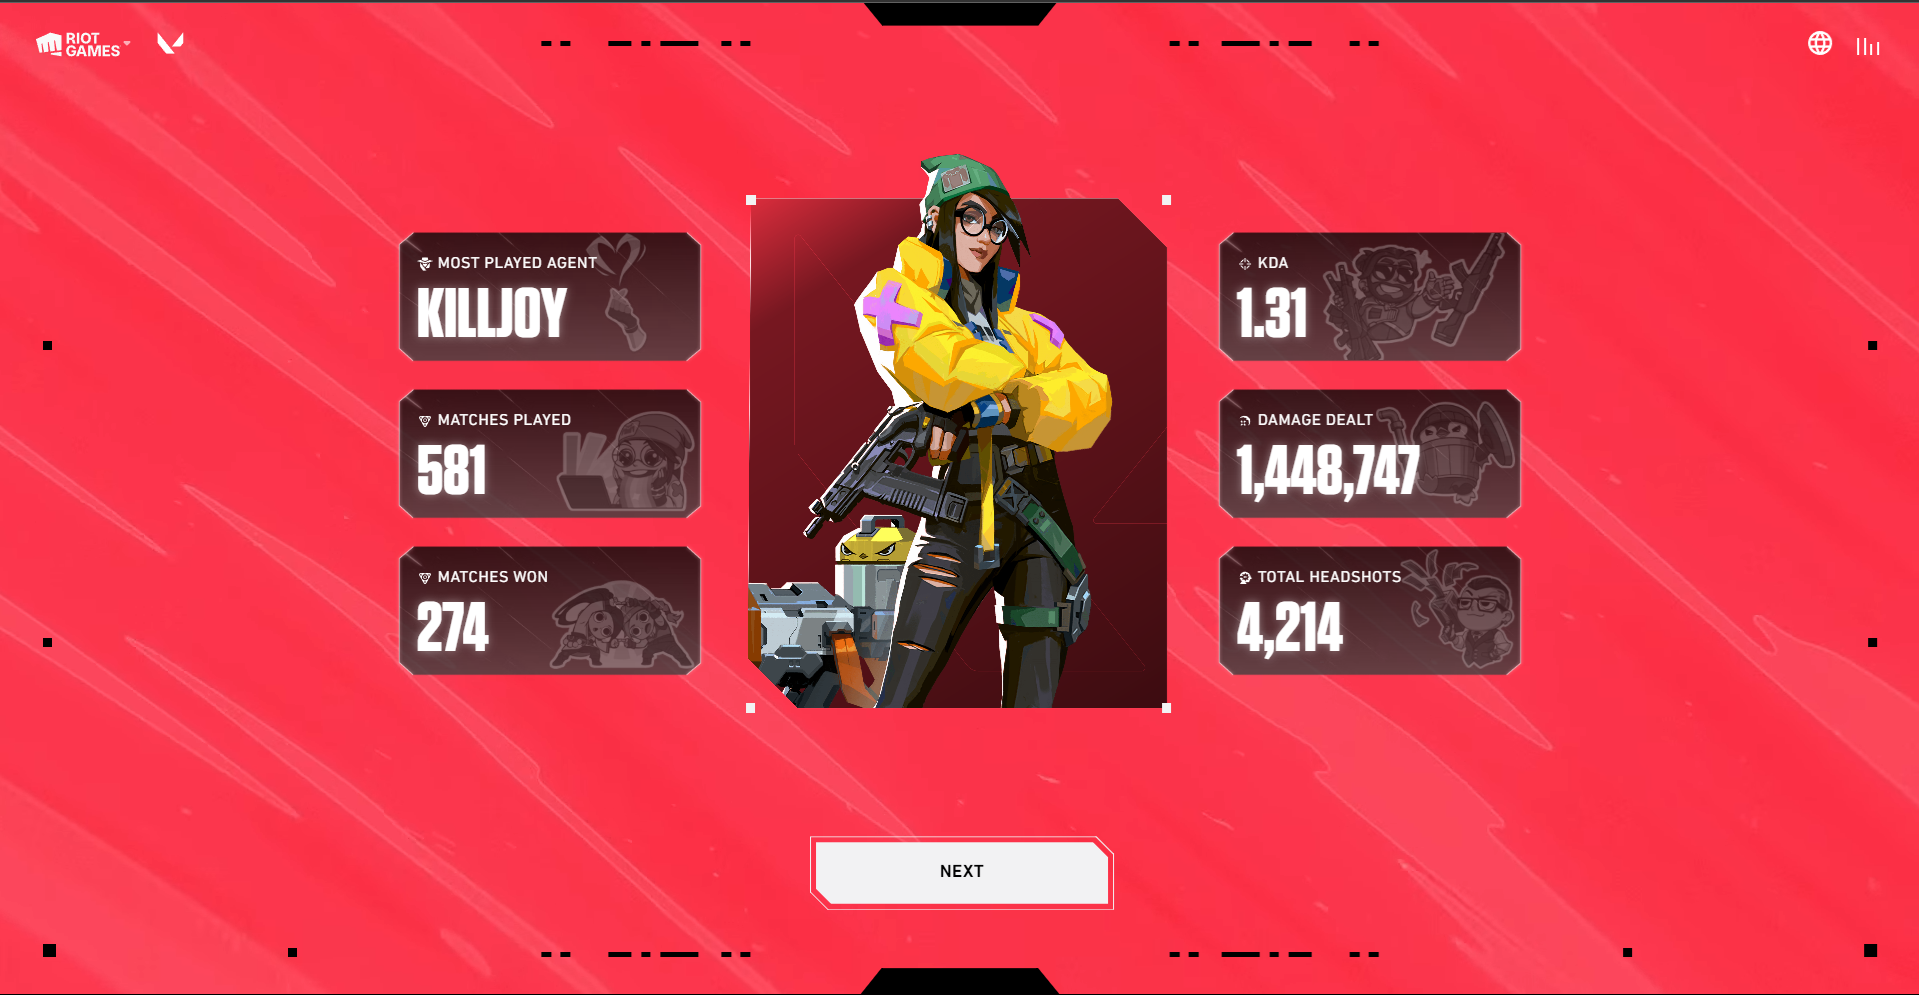 RIOT
GAMES
MOST PLAYED AGENT
KILLJOY
MATCHES PLAYED
581
MATCHES WON
274
KDA
1.31
DAMAGE DEALT
1,448,747
TOTAL HEADSHOTS
4,214
NEXT